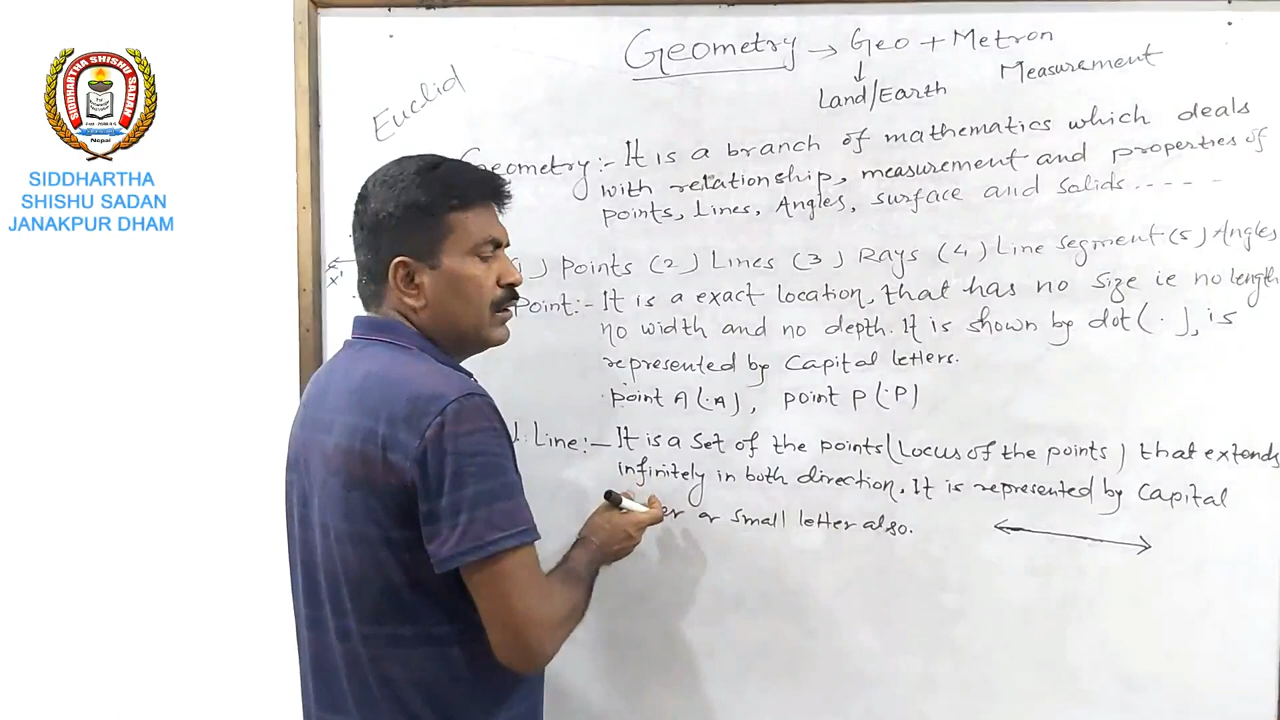 SIDDHARTHA SHISHU SADAN
Nepal
SIDDHARTHA
SHISHU SADAN
JANAKPUR DHAM
Euclid
Geometry → Geo + Metron
Land/Earth Measurement
Geometry:- It is a branch of mathematics which deals
with relationship, measurement and properties of
points, Lines, Angles, surface and solids.----
) Points (2) Lines (3) Rays (4) Line segment (5) Angles
x'
Point:- It is a exact location, that has no size ie no length
no width and no depth. It is shown by dot (.), is
represented by Capital letters.
point A (.A), point P (.P)
Line:- It is a set of the points (Locus of the points) that extends
infinitely in both direction. It is represented by Capital
or small letter also.